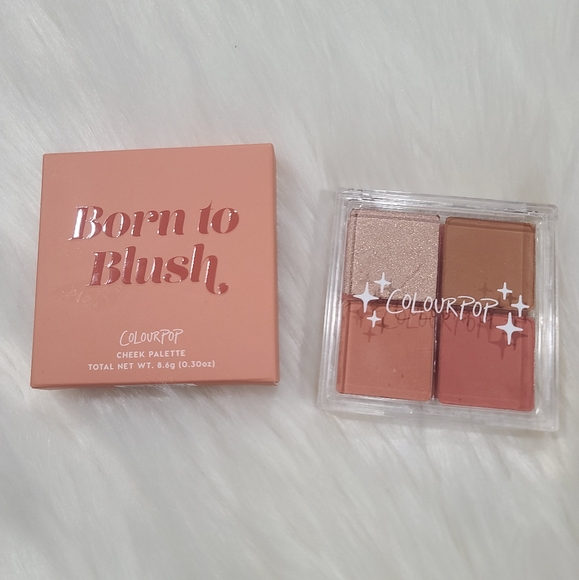 Born to
Blush
COLOURPOP
CHEEK PALETTE
TOTAL NET WT. 8.6g (0.30oz)
COLOURPOP